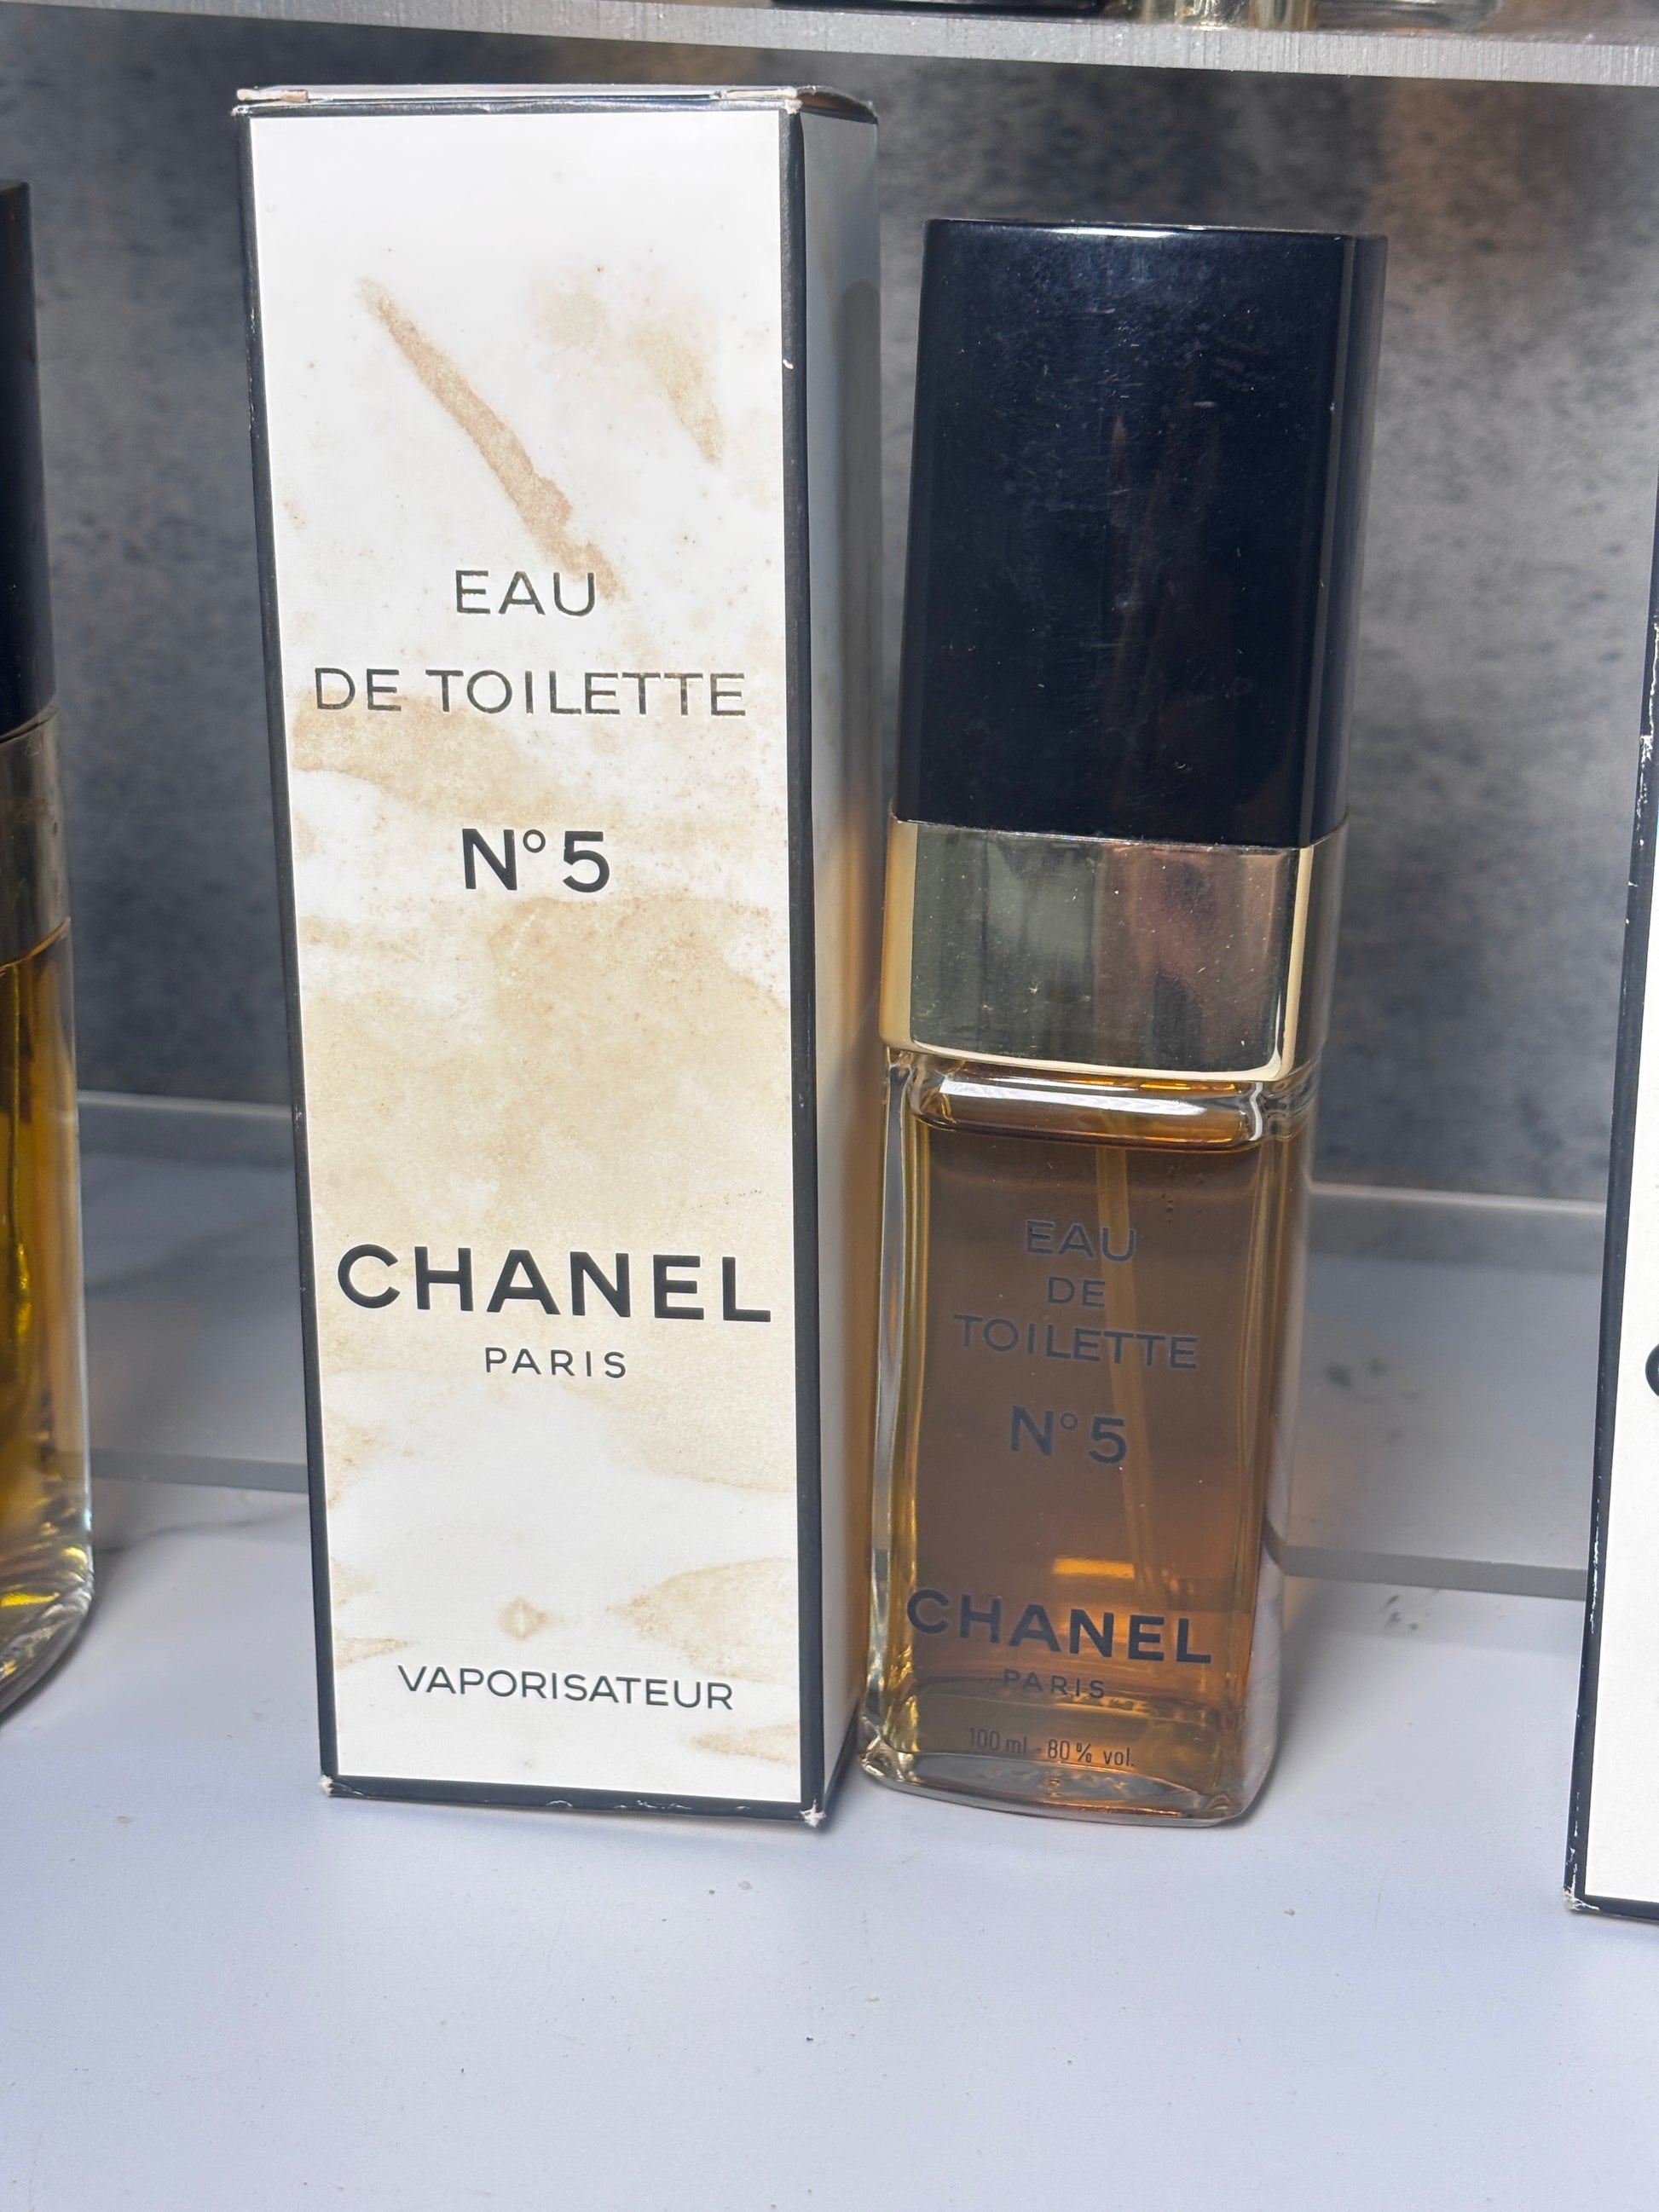 EAU
DE TOILETTE
N°5
CHANEL
PARIS
VAPORISATEUR
EAU
DE
TOILETTE
N°5
CHANEL
PARIS
100 ml - 80% vol.